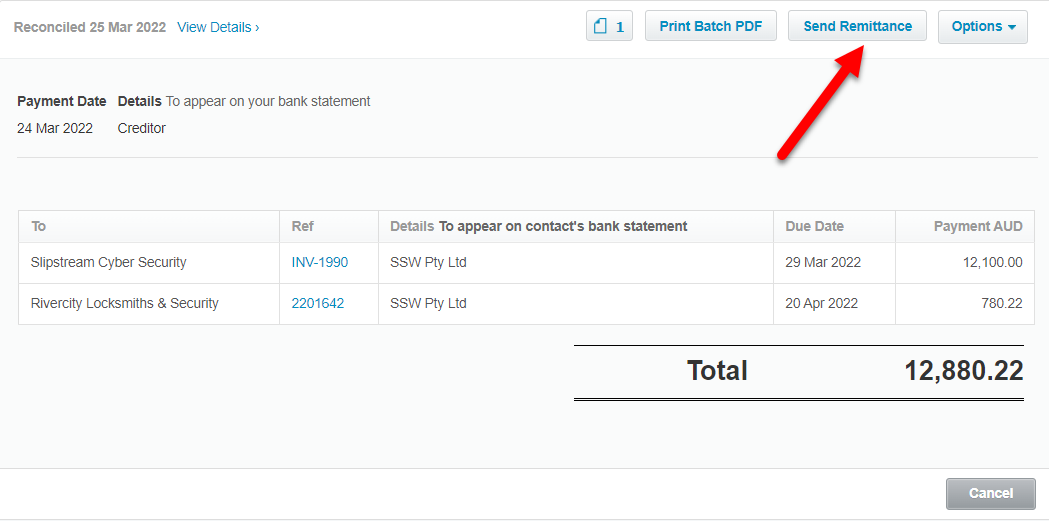 Reconciled 25 Mar 2022 View Details ›
1 Print Batch PDF Send Remittance Options
Payment Date Details To appear on your bank statement
24 Mar 2022 Creditor
To Ref Details To appear on contact's bank statement Due Date Payment AUD
Slipstream Cyber Security INV-1990 SSW Pty Ltd 29 Mar 2022 12,100.00
Rivercity Locksmiths & Security 2201642 SSW Pty Ltd 20 Apr 2022 780.22
Total 12,880.22
Cancel